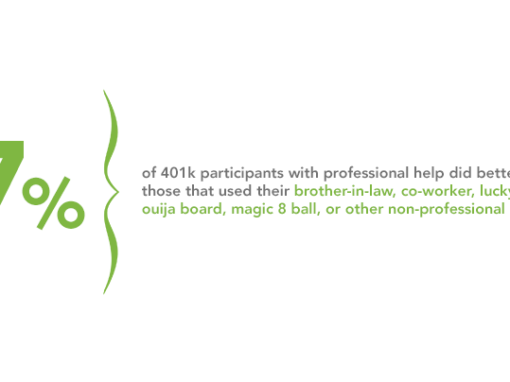 7%
of 401k participants with professional help did
those that used their brother-in-law, co-worker, lucky
ouija board, magic 8 ball, or other non-professional